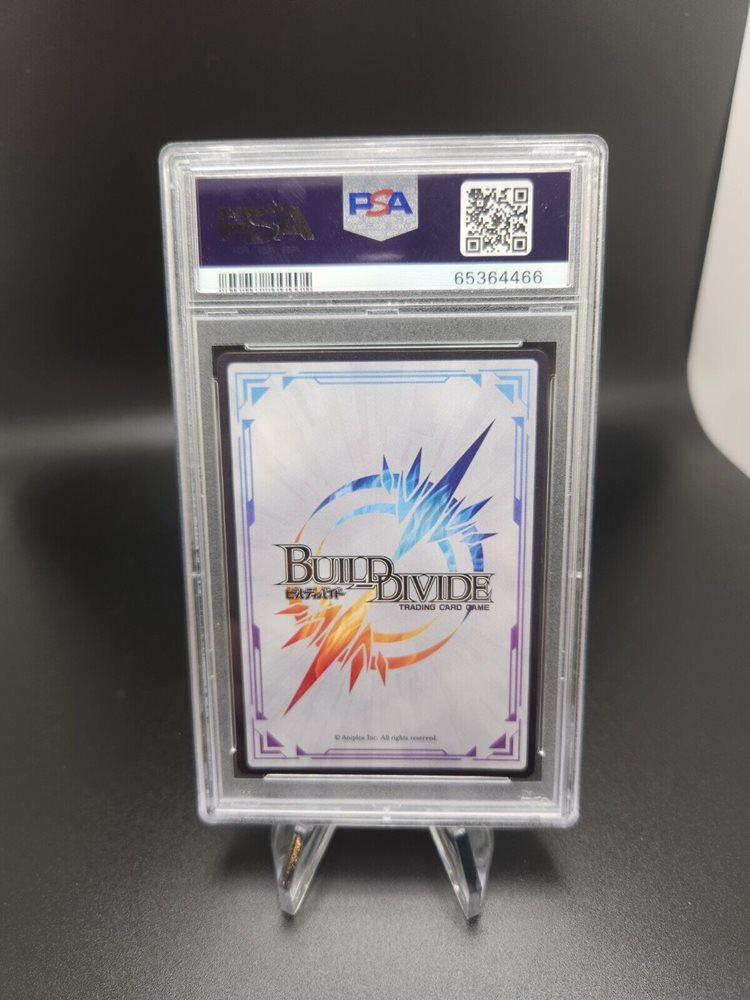 PSA
PSA
65364466
BUILD DIVIDE
ビルディバイド
TRADING CARD GAME
© Aniplex Inc. All rights reserved.